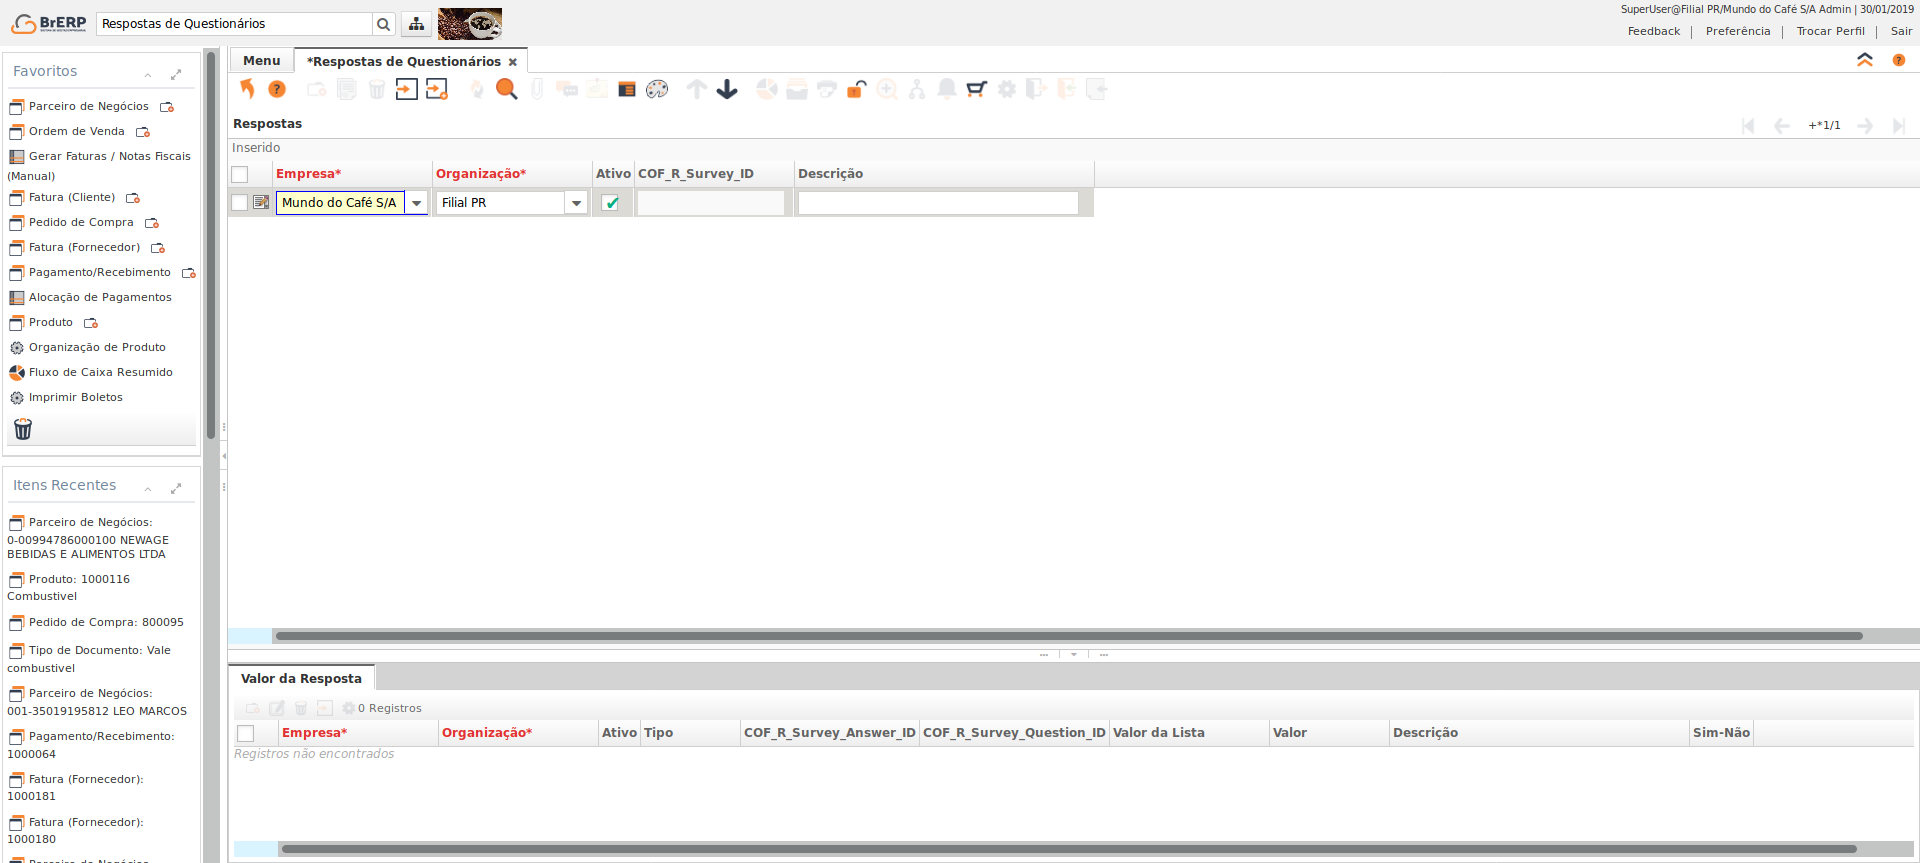 BrERP
Respostas de Questionários
SuperUser@Filial PR/Mundo do Café S/A Admin | 30/01/2019
Feedback | Preferência | Trocar Perfil | Sair
Favoritos
Parceiro de Negócios
Ordem de Venda
Gerar Faturas / Notas Fiscais
(Manual)
Fatura (Cliente)
Pedido de Compra
Fatura (Fornecedor)
Pagamento/Recebimento
Alocação de Pagamentos
Produto
Organização de Produto
Fluxo de Caixa Resumido
Imprimir Boletos
Itens Recentes
Parceiro de Negócios:
0-00994786000100 NEWAGE
BEBIDAS E ALIMENTOS LTDA
Produto: 1000116
Combustivel
Pedido de Compra: 800095
Tipo de Documento: Vale
combustivel
Parceiro de Negócios:
001-35019195812 LEO MARCOS
Pagamento/Recebimento:
1000064
Fatura (Fornecedor):
1000181
Fatura (Fornecedor):
1000180
Parceiro de Negócios
Menu
*Respostas de Questionários
Respostas
+*1/1
Inserido
Empresa* Organização* Ativo COF_R_Survey_ID Descrição
Mundo do Café S/A Filial PR
Valor da Resposta
0 Registros
Empresa* Organização* Ativo Tipo COF_R_Survey_Answer_ID COF_R_Survey_Question_ID Valor da Lista Valor Descrição Sim-Não
Registros não encontrados